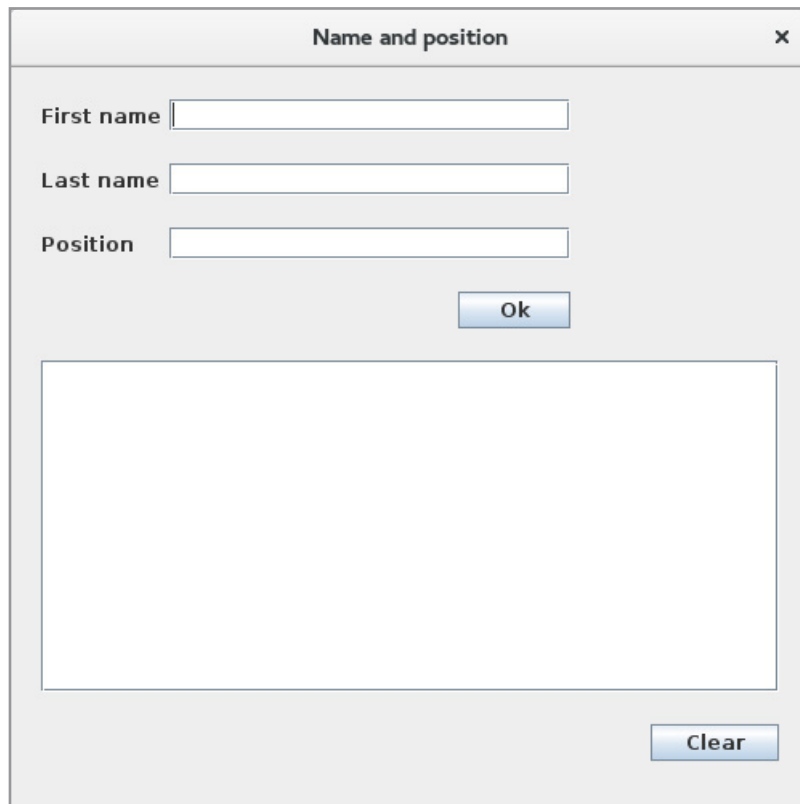 Name and position
First name
Last name
Position
Ok
Clear